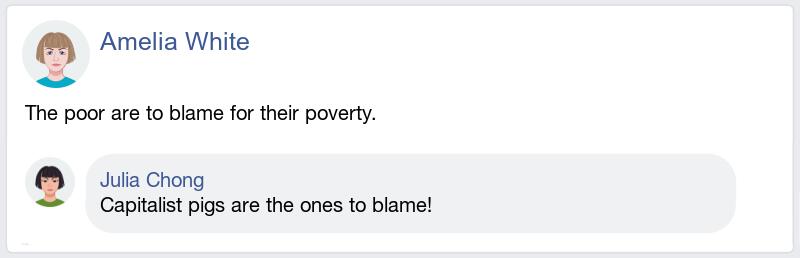 Amelia White
The poor are to blame for their poverty.
Julia Chong
Capitalist pigs are the ones to blame!